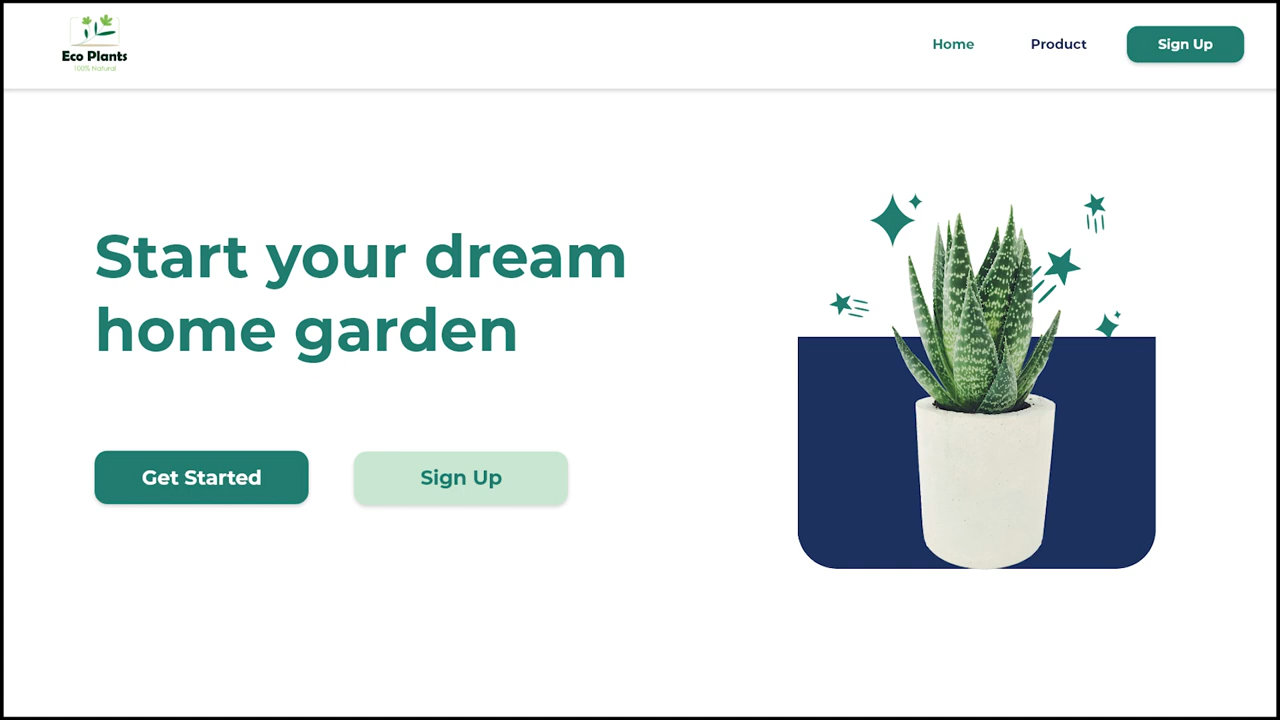 Eco Plants
100% Natural
Home
Product
Sign Up
Start your dream
home garden
Get Started
Sign Up